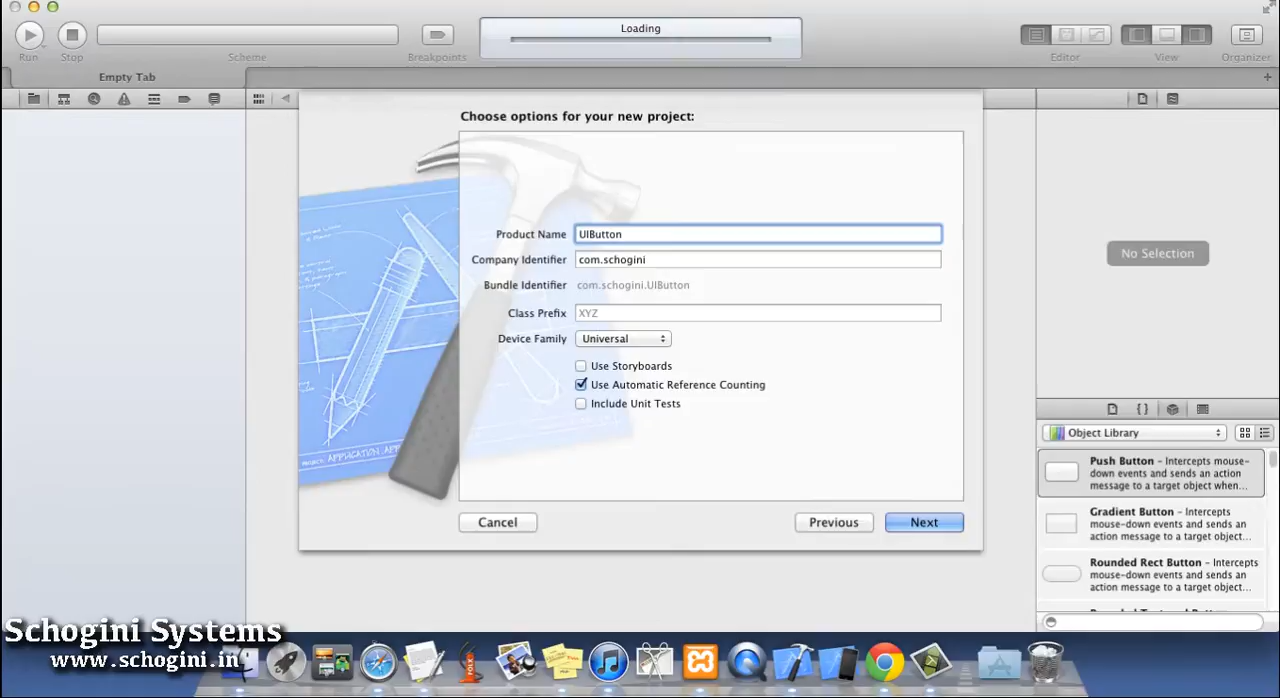 Loading
Run
Stop
Scheme
Breakpoints
Editor
View
Organizer
Empty Tab
Choose options for your new project:
Product Name
UIButton
Company Identifier
com.schogini
Bundle Identifier
com.schogini.UIButton
Class Prefix
XYZ
Device Family
Universal
Use Storyboards
Use Automatic Reference Counting
Include Unit Tests
Cancel
Previous
Next
No Selection
Object Library
Push Button - Intercepts mouse-
down events and sends an action
message to a target object when...
Gradient Button - Intercepts
mouse-down events and sends an
action message to a target object...
Rounded Rect Button - Intercepts
mouse-down events and sends an
action message to a target object...
Schogini Systems
www.schogini.in